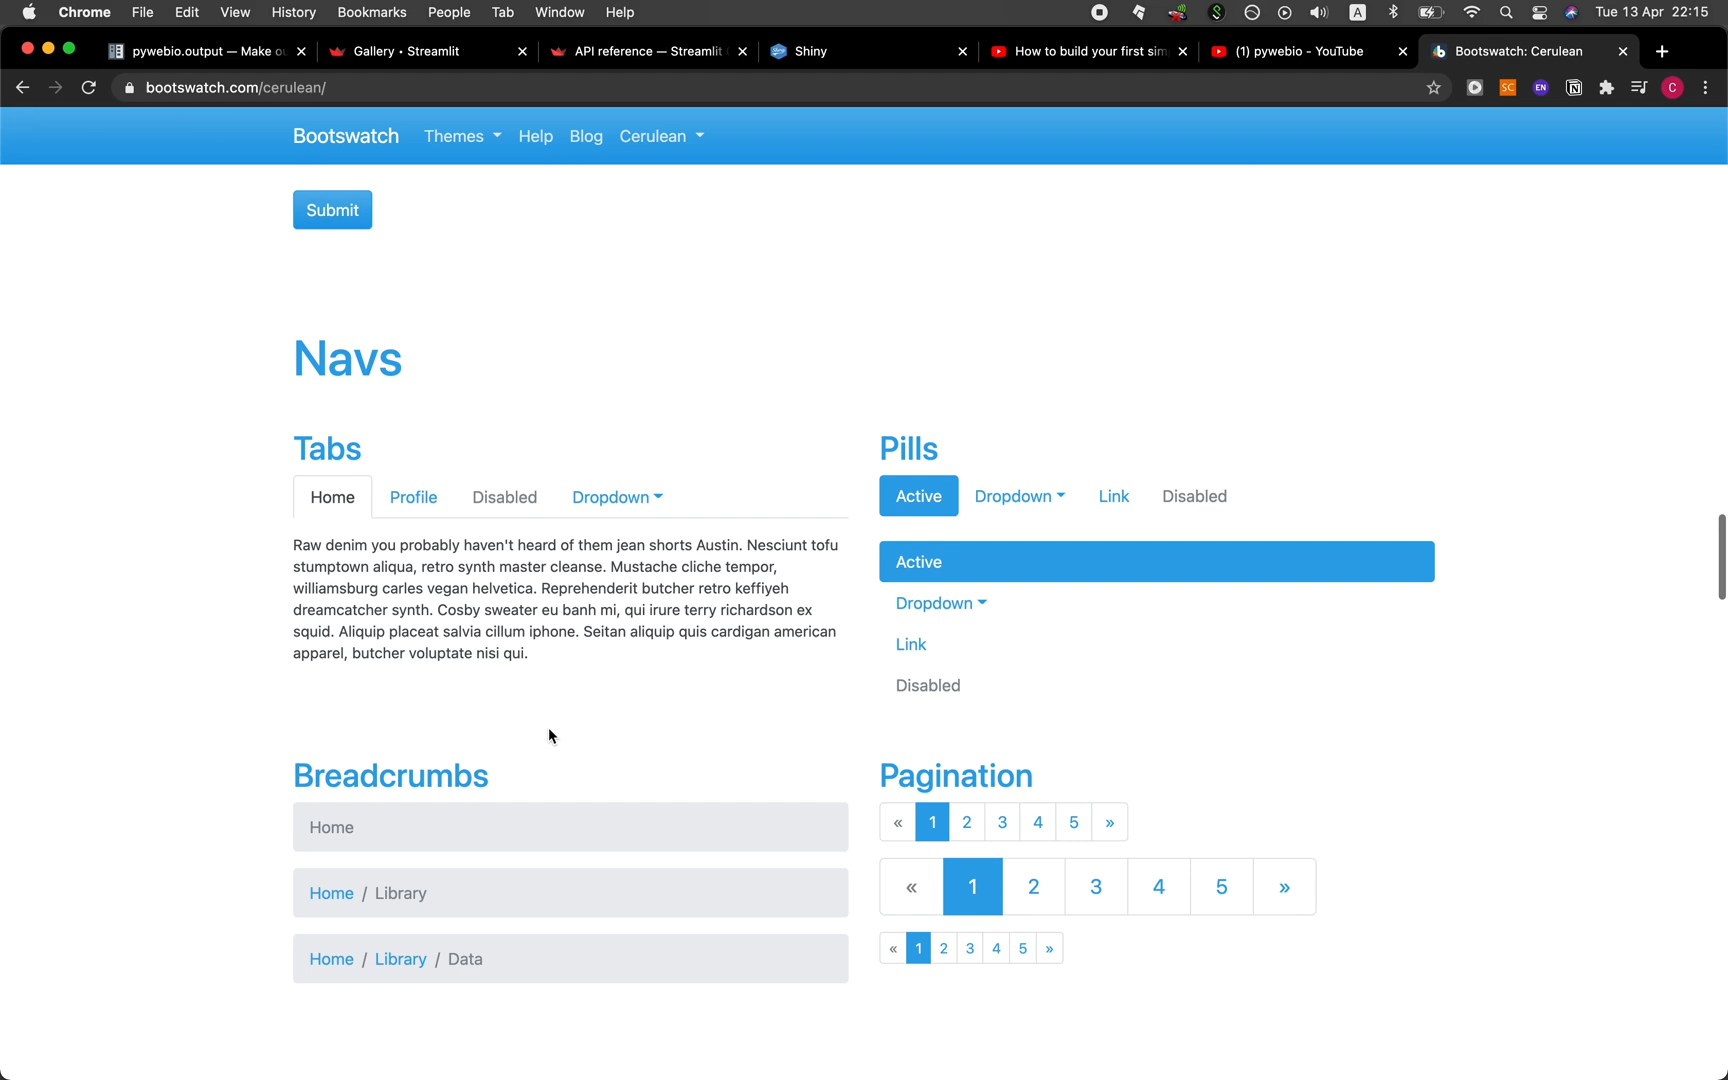 Chrome File Edit View History Bookmarks People Tab Window Help A Tue 13 Apr 22:15
pywebio.output — Make o Gallery • Streamlit API reference — Streamlit Shiny How to build your first sim (1) pywebio - YouTube Bootswatch: Cerulean
bootswatch.com/cerulean/ SC EN C
Bootswatch Themes Help Blog Cerulean
Submit
Navs
Tabs
Home Profile Disabled Dropdown
Raw denim you probably haven't heard of them jean shorts Austin. Nesciunt tofu
stumptown aliqua, retro synth master cleanse. Mustache cliche tempor,
williamsburg carles vegan helvetica. Reprehenderit butcher retro keffiyeh
dreamcatcher synth. Cosby sweater eu banh mi, qui irure terry richardson ex
squid. Aliquip placeat salvia cillum iphone. Seitan aliquip quis cardigan american
apparel, butcher voluptate nisi qui.
Pills
Active Dropdown Link Disabled
Active
Dropdown
Link
Disabled
Breadcrumbs
Home
Home / Library
Home / Library / Data
Pagination
« 1 2 3 4 5 »
« 1 2 3 4 5 »
« 1 2 3 4 5 »